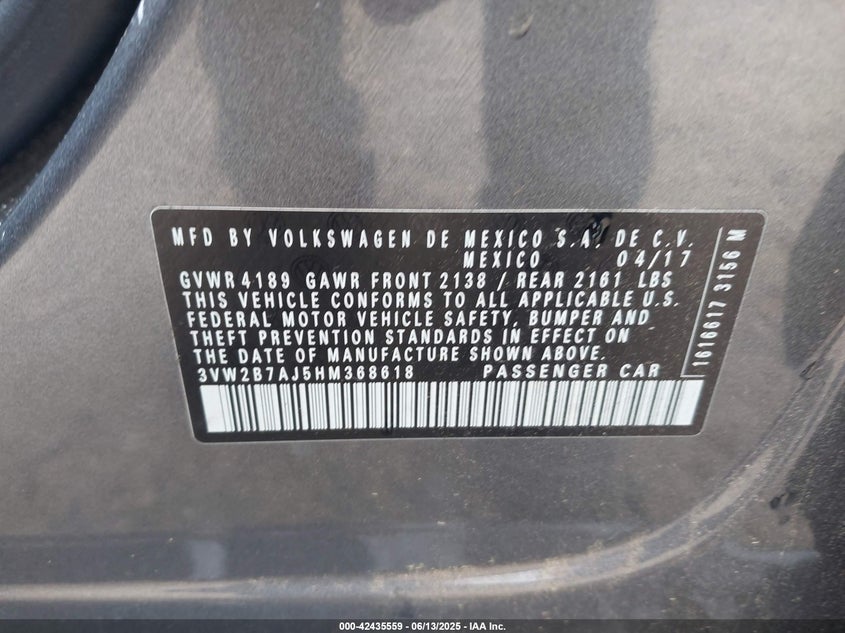 MFD BY VOLKSWAGEN DE MEXICO S.A. DE C.V.
MEXICO 04/17
GVWR 4189 GAWR FRONT 2138 / REAR 2161 LBS
THIS VEHICLE CONFORMS TO ALL APPLICABLE U.S.
FEDERAL MOTOR VEHICLE SAFETY, BUMPER AND
THEFT PREVENTION STANDARDS IN EFFECT ON
THE DATE OF MANUFACTURE SHOWN ABOVE.
3VW2B7AJ5HM368618 PASSENGER CAR
1616617 3156 M
000-42435559 - 06/13/2025 - IAA Inc.